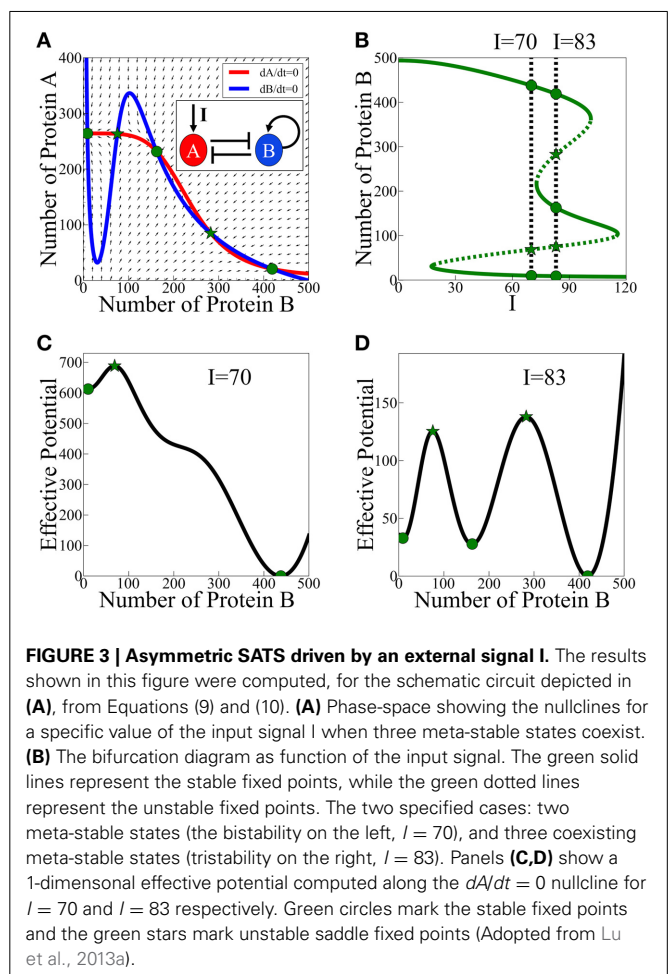 A
400
300
200
100
0
0
100
200
300
400
500
Number of Protein A
Number of Protein B
dA/dt=0
dB/dt=0
I
A
B
B
I=70
I=83
500
400
300
200
100
0
0
30
60
90
120
Number of Protein B
I
C
700
600
500
400
300
200
100
0
0
100
200
300
400
500
Effective Potential
Number of Protein B
I=70
D
150
100
50
0
0
100
200
300
400
500
Effective Potential
Number of Protein B
I=83
FIGURE 3 | Asymmetric SATS driven by an external signal I. The results
shown in this figure were computed, for the schematic circuit depicted in
(A), from Equations (9) and (10). (A) Phase-space showing the nullclines for
a specific value of the input signal I when three meta-stable states coexist.
(B) The bifurcation diagram as function of the input signal. The green solid
lines represent the stable fixed points, while the green dotted lines
represent the unstable fixed points. The two specified cases: two
meta-stable states (the bistability on the left, I = 70), and three coexisting
meta-stable states (tristability on the right, I = 83). Panels (C,D) show a
1-dimensonal effective potential computed along the dA/dt = 0 nullcline for
I = 70 and I = 83 respectively. Green circles mark the stable fixed points
and the green stars mark unstable saddle fixed points (Adopted from Lu
et al., 2013a).